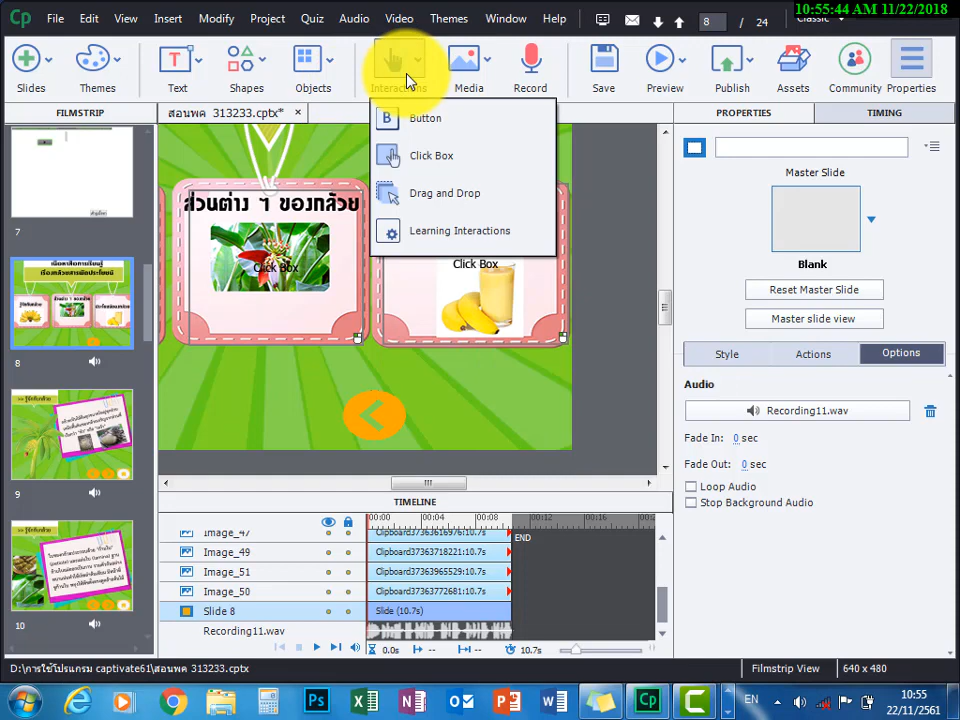 10:55:44 AM 11/22/2018
Cp File Edit View Insert Modify Project Quiz Audio Video Themes Window Help 8 / 24 Classic
Slides Themes Text Shapes Objects Interactions Media Record Save Preview Publish Assets Community Properties
FILMSTRIP
สอนพค 313233.cptx* ×
PROPERTIES TIMING
B Button
Click Box
Drag and Drop
Learning Interactions
Master Slide
Blank
Reset Master Slide
Master slide view
Style Actions Options
Audio
Recording11.wav
Fade In: 0 sec
Fade Out: 0 sec
Loop Audio
Stop Background Audio
7
8
9
10
ส่วนต่าง ๆ ของกล้วย
Click Box
Click Box
TIMELINE
00:00 00:04 00:08 00:12 00:16
END
Image_47 Clipboard37363616976:10.7s
Image_49 Clipboard37363718221:10.7s
Image_51 Clipboard37363965529:10.7s
Image_50 Clipboard37363772681:10.7s
Slide 8 Slide (10.7s)
Recording11.wav
0.0s -- -- 10.7s
D:\การใช้โปรแกรม captivate61\สอนพค 313233.cptx
Filmstrip View 640 x 480
EN 10:55
22/11/2561